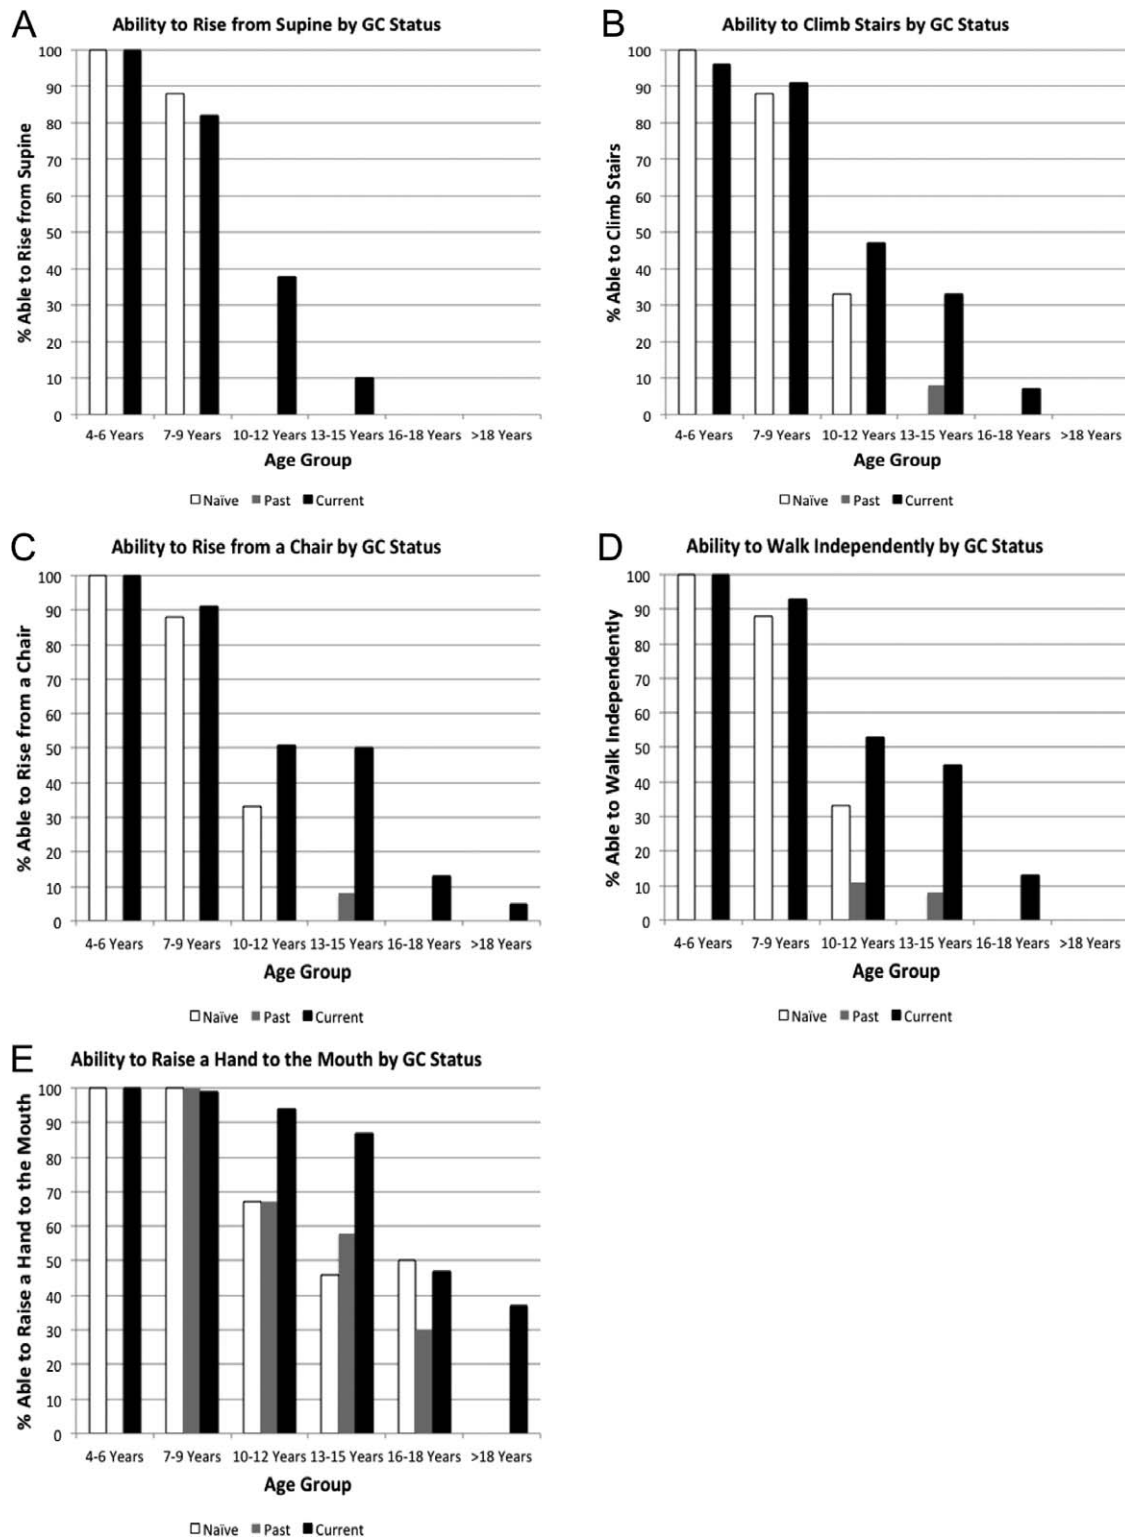 A
Ability to Rise from Supine by GC Status
% Able to Rise from Supine
100
90
80
70
60
50
40
30
20
10
0
4-6 Years 7-9 Years 10-12 Years 13-15 Years 16-18 Years >18 Years
Age Group
Naïve Past Current
B
Ability to Climb Stairs by GC Status
% Able to Climb Stairs
100
90
80
70
60
50
40
30
20
10
0
4-6 Years 7-9 Years 10-12 Years 13-15 Years 16-18 Years >18 Years
Age Group
Naïve Past Current
C
Ability to Rise from a Chair by GC Status
% Able to Rise from a Chair
100
90
80
70
60
50
40
30
20
10
0
4-6 Years 7-9 Years 10-12 Years 13-15 Years 16-18 Years >18 Years
Age Group
Naïve Past Current
D
Ability to Walk Independently by GC Status
% Able to Walk Independently
100
90
80
70
60
50
40
30
20
10
0
4-6 Years 7-9 Years 10-12 Years 13-15 Years 16-18 Years >18 Years
Age Group
Naïve Past Current
E
Ability to Raise a Hand to the Mouth by GC Status
% Able to Raise a Hand to the Mouth
100
90
80
70
60
50
40
30
20
10
0
4-6 Years 7-9 Years 10-12 Years 13-15 Years 16-18 Years >18 Years
Age Group
Naïve Past Current